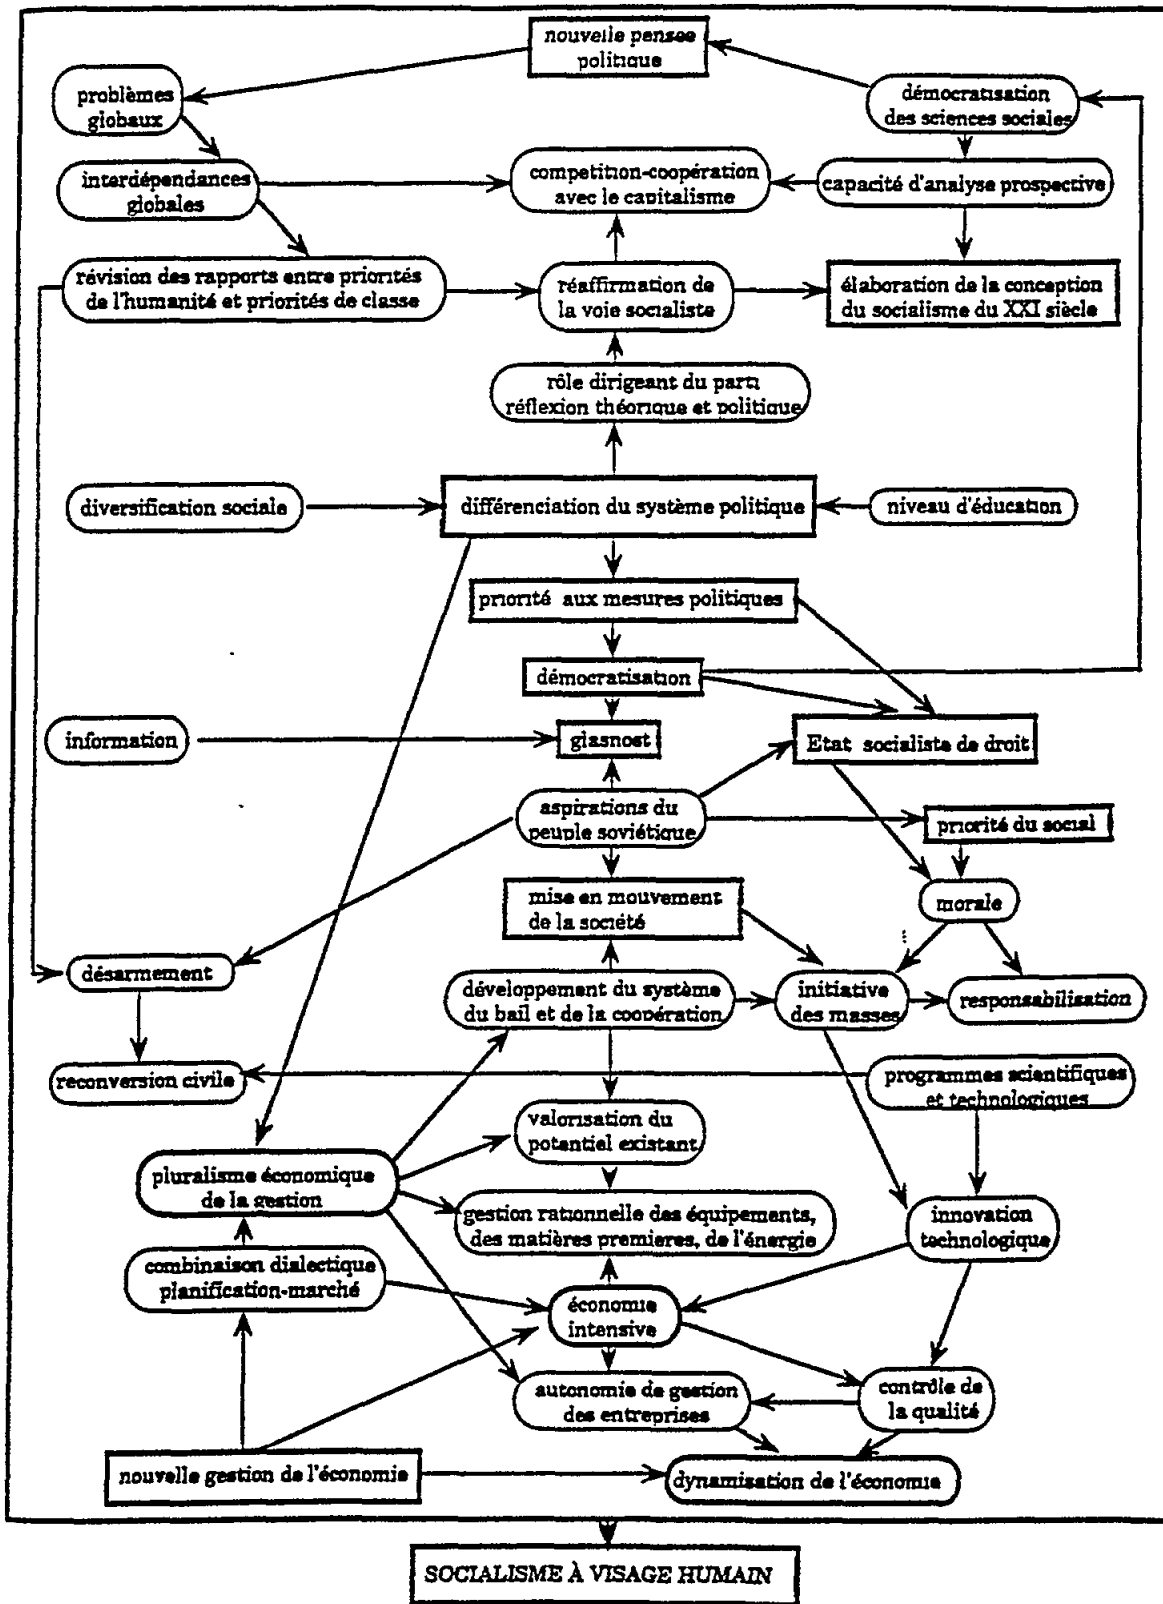 nouvelle pensee
politique
problèmes
globaux
démocratisation
des sciences sociales
interdépendances
globales
competition-coopération
avec le capitalisme
capacité d'analyse prospective
révision des rapports entre priorités
de l'humanité et priorités de classe
réaffirmation de
la voie socialiste
élaboration de la conception
du socialisme du XXI siècle
rôle dirigeant du parti
réflexion théorique et politique
diversification sociale
différenciation du système politique
niveau d'éducation
priorité aux mesures politiques
démocratisation
information
glasnost
Etat socialiste de droit
aspirations du
peuple soviétique
priorité du social
mise en mouvement
de la société
morale
désarmement
développement du système
du bail et de la coopération
initiative
des masses
responsabilisation
reconversion civile
programmes scientifiques
et technologiques
valorisation du
potentiel existant
pluralisme économique
de la gestion
gestion rationnelle des équipements,
des matières premieres, de l'énergie
innovation
technologique
combinaison dialectique
planification-marché
économie
intensive
autonomie de gestion
des entreprises
contrôle de
la qualité
nouvelle gestion de l'économie
dynamisation de l'économie
SOCIALISME À VISAGE HUMAIN